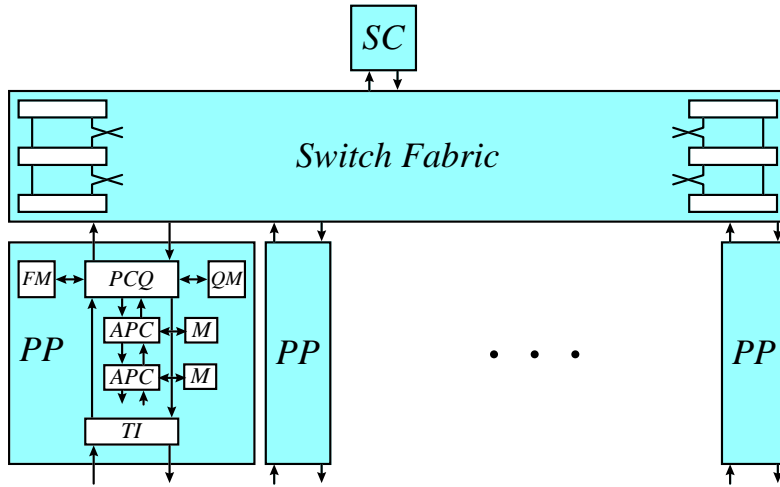 SC
Switch Fabric
FM
PCQ
QM
APC
M
PP
PP
. . .
PP
APC
M
TI